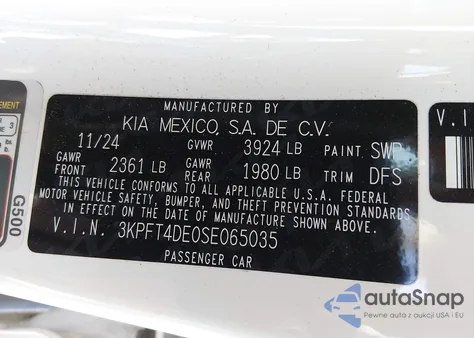 MANUFACTURED BY
KIA MEXICO, S.A. DE C.V.
11/24 GVWR 3924 LB PAINT SWP
GAWR FRONT 2361 LB GAWR REAR 1980 LB TRIM DFS
THIS VEHICLE CONFORMS TO ALL APPLICABLE U.S.A. FEDERAL
MOTOR VEHICLE SAFETY, BUMPER, AND THEFT PREVENTION STANDARDS
IN EFFECT ON THE DATE OF MANUFACTURE SHOWN ABOVE.
V.I.N. 3KPFT4DE0SE065035
PASSENGER CAR
EMENT
3
G500
V.I
autoSnap
Pewne auta z aukcji USA i EU